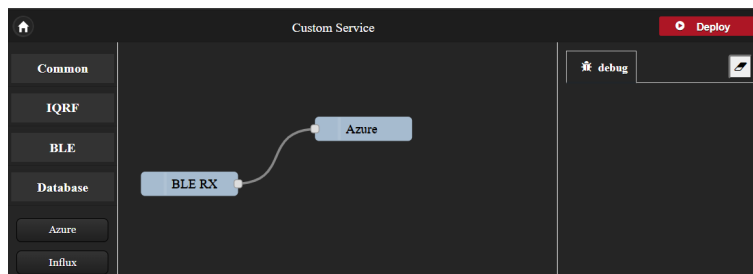 Custom Service
Deploy
Common
IQRF
BLE
Database
Azure
Influx
Azure
BLE RX
debug